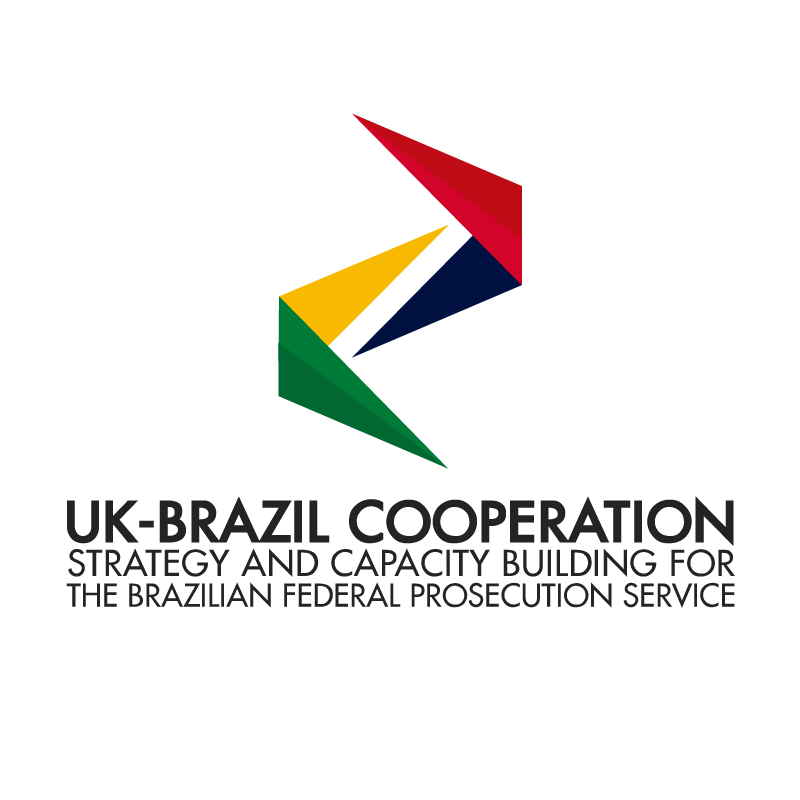 UK-BRAZIL COOPERATION
STRATEGY AND CAPACITY BUILDING FOR
THE BRAZILIAN FEDERAL PROSECUTION SERVICE